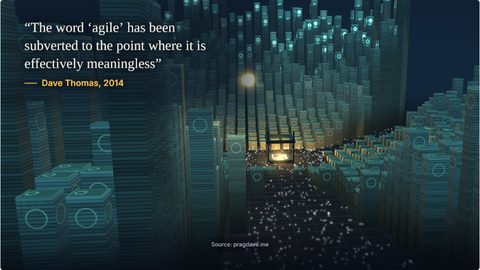 “The word ‘agile’ has been
subverted to the point where it is
effectively meaningless”
— Dave Thomas, 2014
Source: pragdave.me